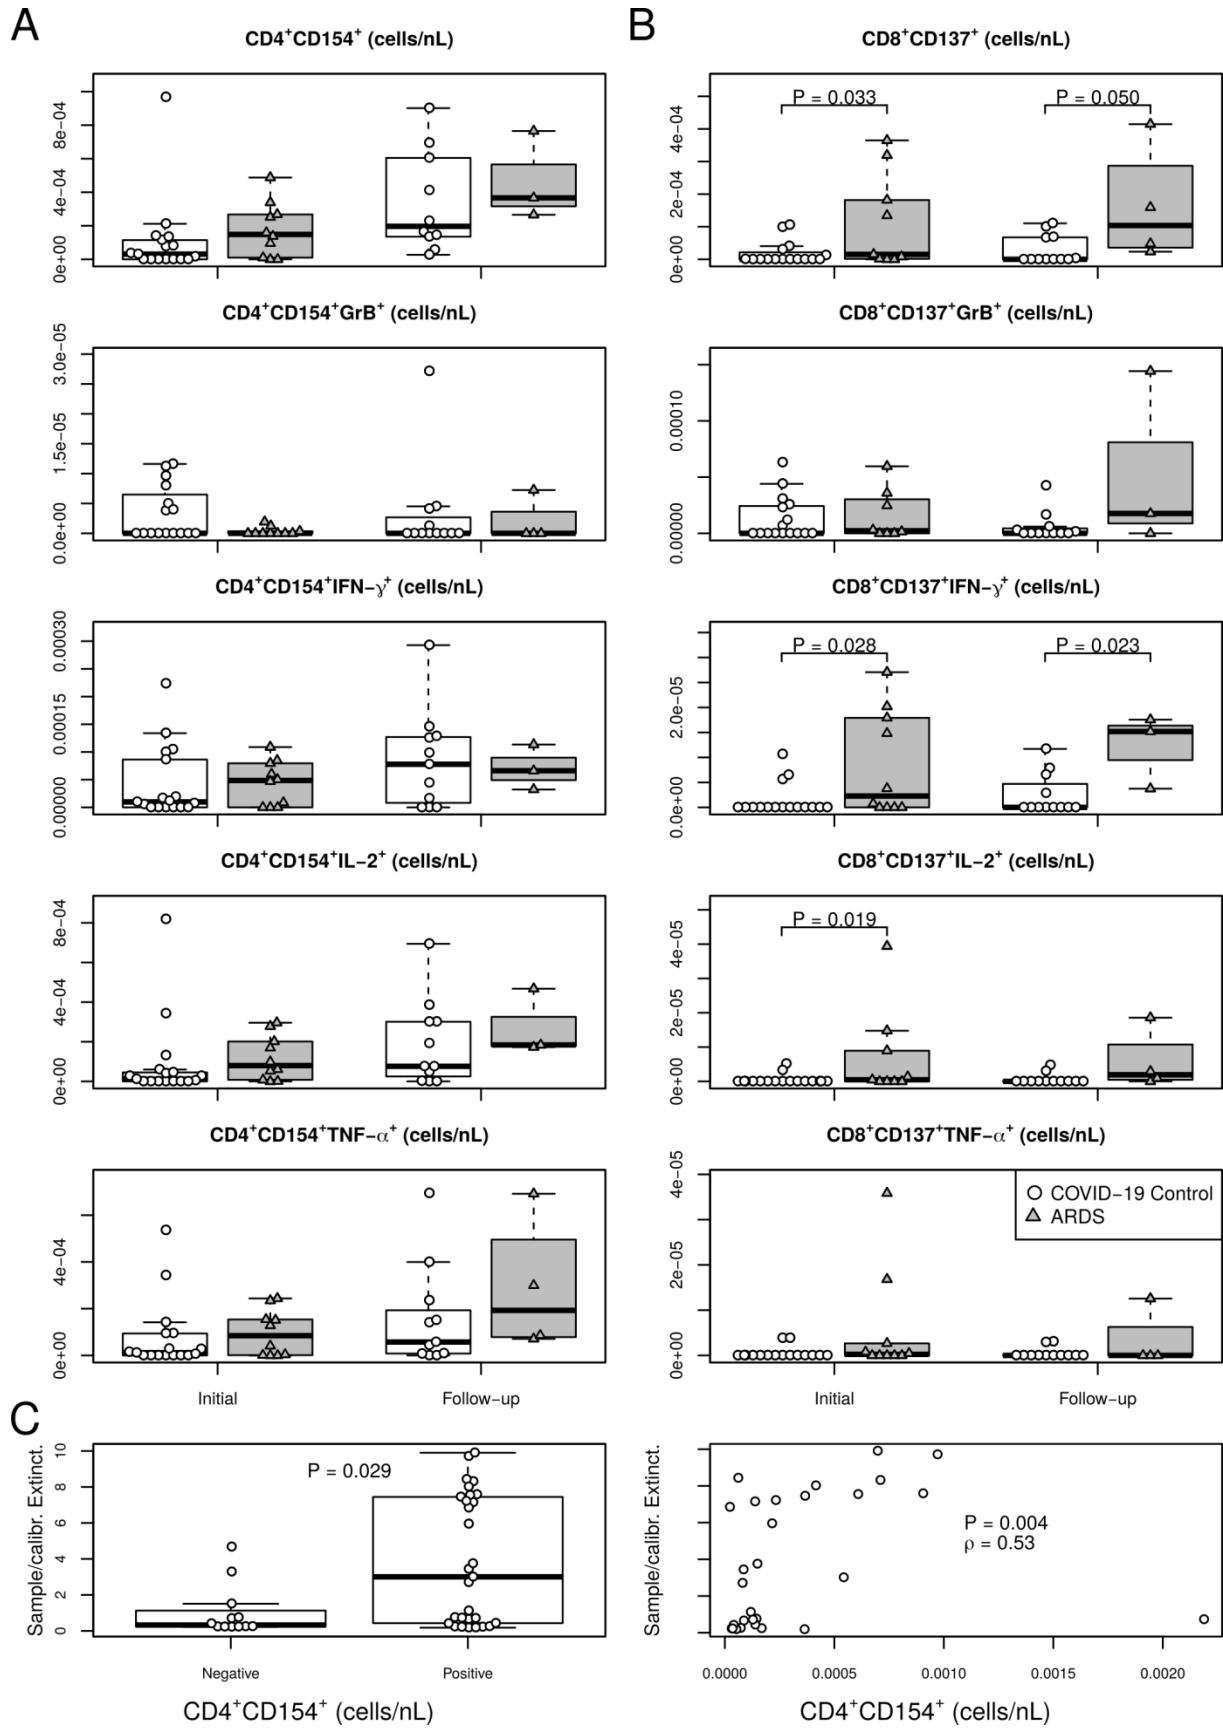 A
B
CD4⁺CD154⁺ (cells/nL)
CD8⁺CD137⁺ (cells/nL)
0e+00 4e−04 8e−04
0e+00 2e−04 4e−04
P = 0.033
P = 0.050
CD4⁺CD154⁺GrB⁺ (cells/nL)
CD8⁺CD137⁺GrB⁺ (cells/nL)
0.0e+00 1.5e−05 3.0e−05
0.00000 0.00010
CD4⁺CD154⁺IFN−γ⁺ (cells/nL)
CD8⁺CD137⁺IFN−γ⁺ (cells/nL)
0.00000 0.00015 0.00030
0.0e+00 2.0e−05
P = 0.028
P = 0.023
CD4⁺CD154⁺IL−2⁺ (cells/nL)
CD8⁺CD137⁺IL−2⁺ (cells/nL)
0e+00 4e−04 8e−04
0e+00 2e−05 4e−05
P = 0.019
CD4⁺CD154⁺TNF−α⁺ (cells/nL)
CD8⁺CD137⁺TNF−α⁺ (cells/nL)
0e+00 4e−04
0e+00 2e−05 4e−05
COVID−19 Control
ARDS
Initial Follow−up
Initial Follow−up
C
Sample/calibr. Extinct.
0 2 4 6 8 10
P = 0.029
Negative Positive
CD4⁺CD154⁺ (cells/nL)
Sample/calibr. Extinct.
P = 0.004
ρ = 0.53
0.0000 0.0005 0.0010 0.0015 0.0020
CD4⁺CD154⁺ (cells/nL)